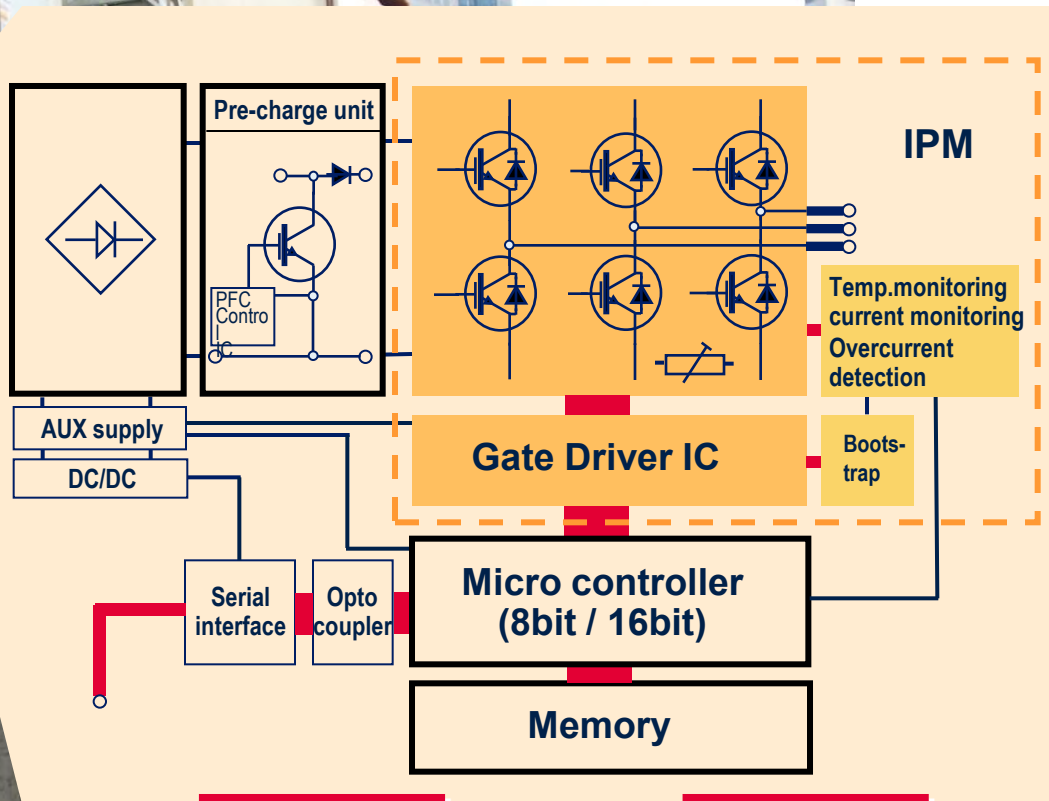 Pre-charge unit
IPM
PFC
Contro
l
IC
Temp.monitoring
current monitoring
Overcurrent
detection
AUX supply
Gate Driver IC
Boots-
trap
DC/DC
Micro controller
(8bit / 16bit)
Serial
interface
Opto
coupler
Memory